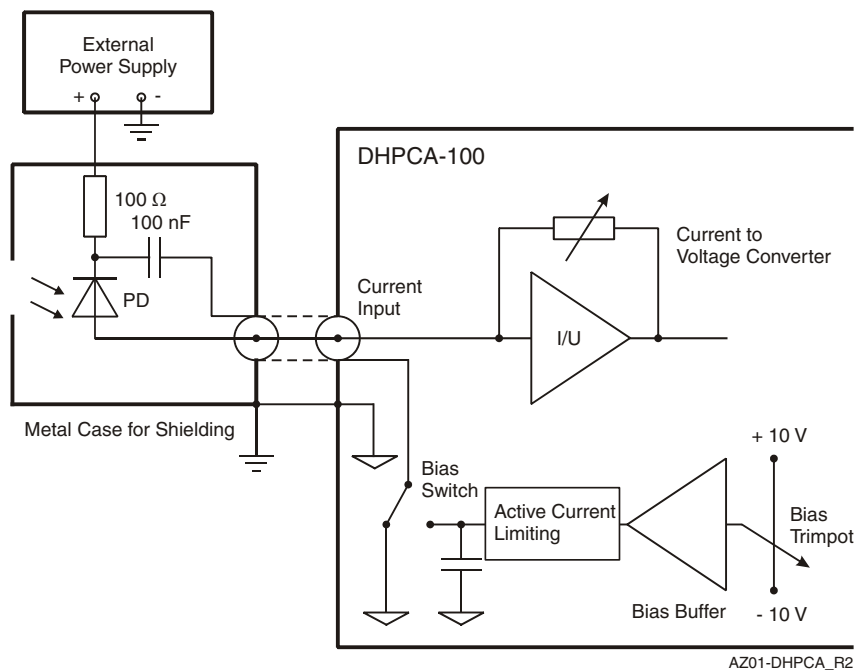 External
Power Supply
+ -
DHPCA-100
100 Ω
100 nF
PD
Current
Input
Current to
Voltage Converter
I/U
Metal Case for Shielding
Bias
Switch
Active Current
Limiting
+ 10 V
Bias
Trimpot
Bias Buffer
- 10 V
AZ01-DHPCA_R2